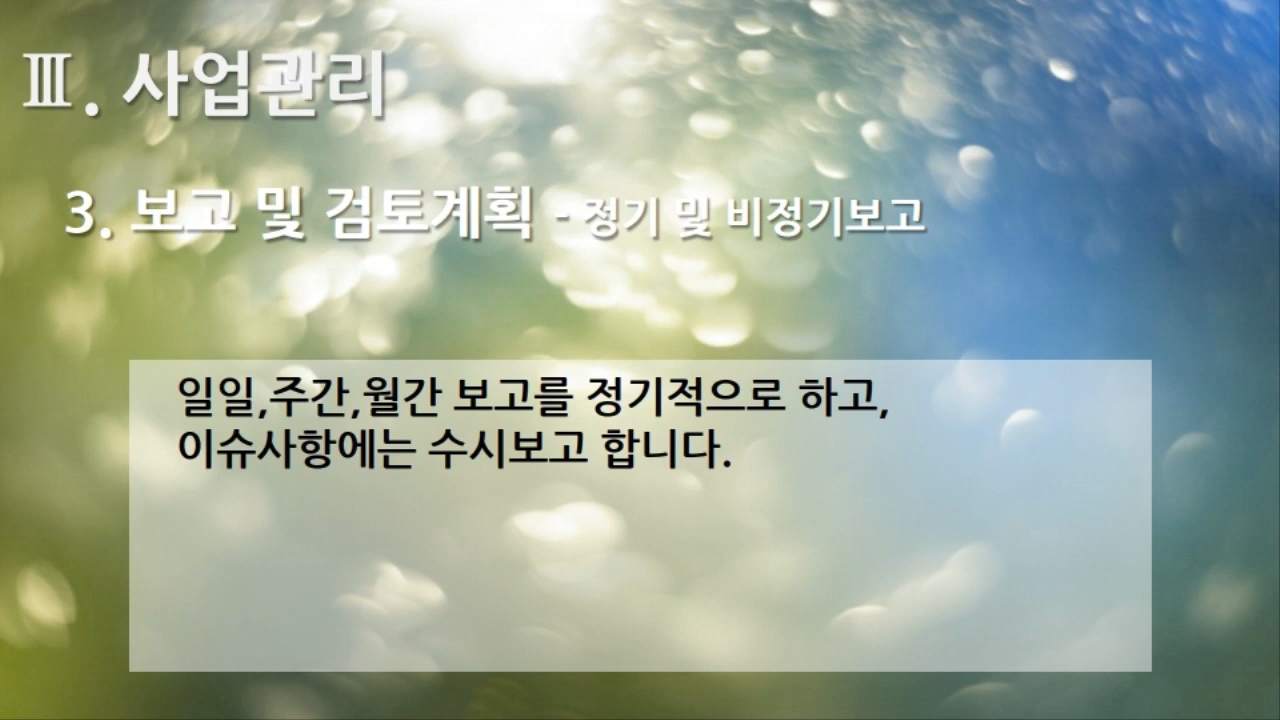 Ⅲ. 사업관리
3. 보고 및 검토계획 - 정기 및 비정기보고
일일,주간,월간 보고를 정기적으로 하고,
이슈사항에는 수시보고 합니다.